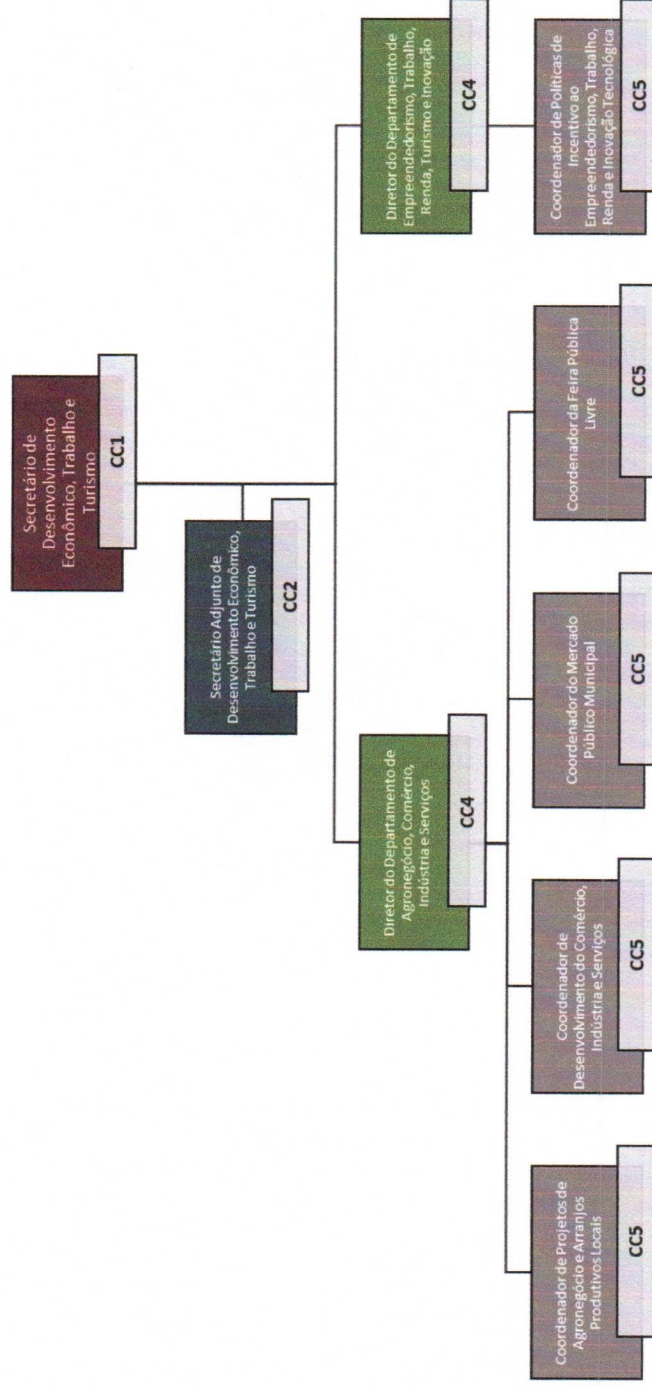 Secretário de
Desenvolvimento
Econômico, Trabalho e
Turismo
CC1
Secretário Adjunto de
Desenvolvimento Econômico,
Trabalho e Turismo
CC2
Diretor do Departamento de
Agronegócio, Comércio,
Indústria e Serviços
CC4
Diretor do Departamento de
Empreendedorismo, Trabalho,
Renda, Turismo e Inovação
CC4
Coordenador de Projetos de
Agronegócio e Arranjos
Produtivos Locais
CC5
Coordenador de
Desenvolvimento do Comércio,
Indústria e Serviços
CC5
Coordenador do Mercado
Público Municipal
CC5
Coordenador da Feira Pública
Livre
CC5
Coordenador de Políticas de
Incentivo ao
Empreendedorismo, Trabalho,
Renda e Inovação Tecnológica
CC5